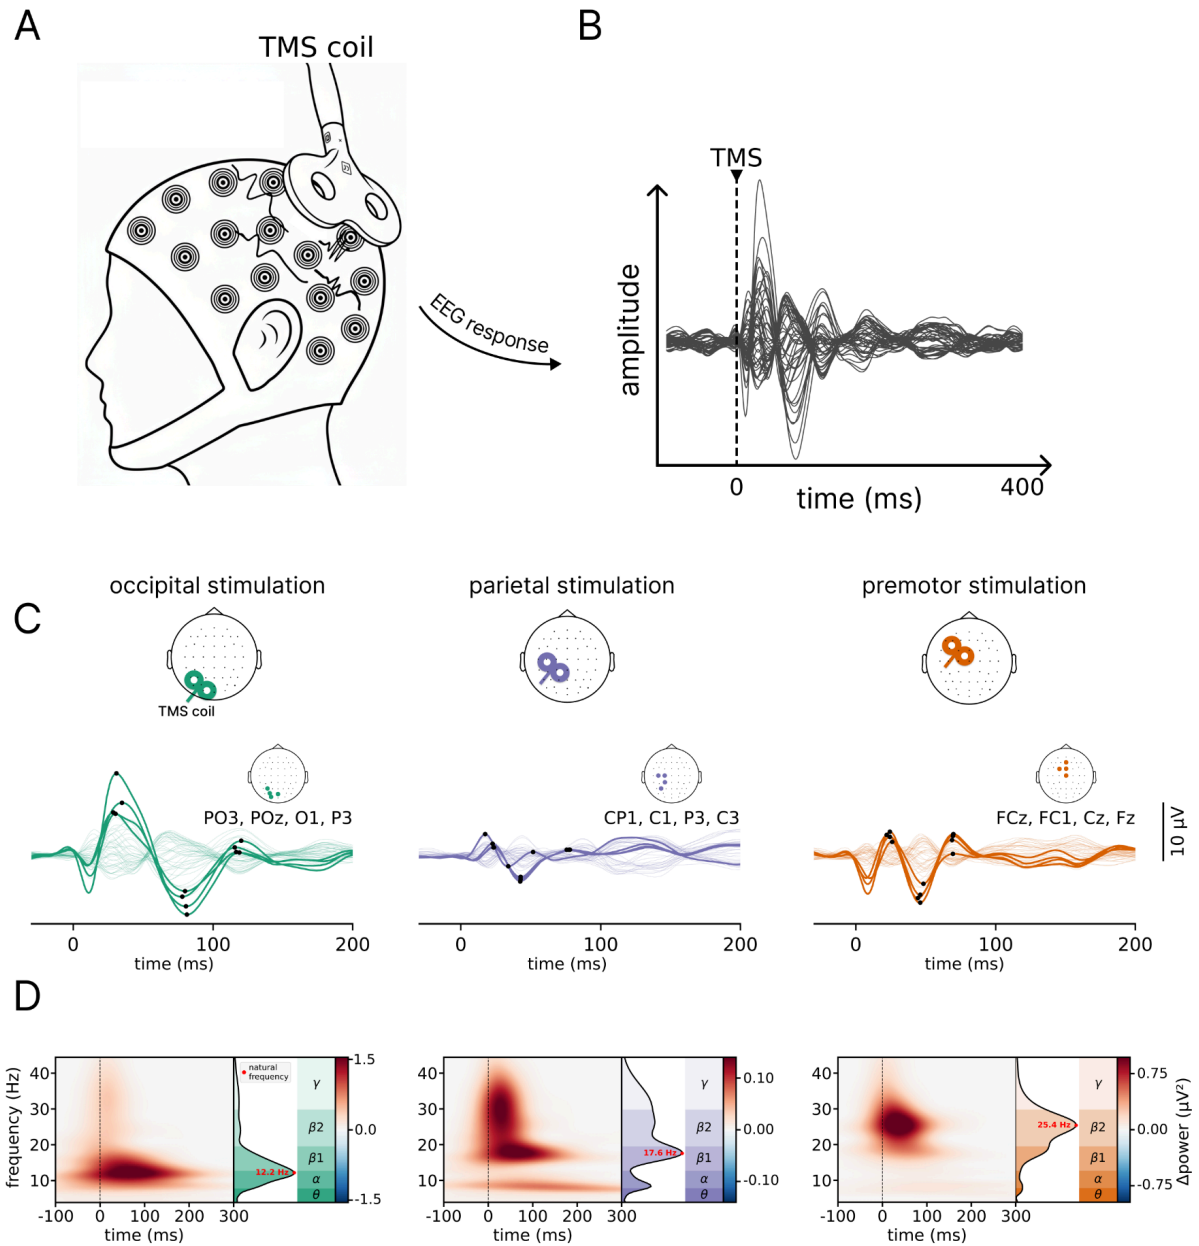 A
TMS coil
EEG response
B
TMS
amplitude
0
400
time (ms)
C
occipital stimulation
parietal stimulation
premotor stimulation
TMS coil
PO3, POz, O1, P3
CP1, C1, P3, C3
FCz, FC1, Cz, Fz
10 μV
0 100 200
time (ms)
0 100 200
time (ms)
0 100 200
time (ms)
D
frequency (Hz)
40
30
20
10
-100 0 100 200 300
time (ms)
natural
frequency
12.2 Hz
γ
β2
β1
α
θ
1.5
0.0
-1.5
40
30
20
10
-100 0 100 200 300
time (ms)
17.6 Hz
γ
β2
β1
α
θ
0.10
0.00
-0.10
40
30
20
10
-100 0 100 200 300
time (ms)
25.4 Hz
γ
β2
β1
α
θ
0.75
0.00
-0.75
Δpower (μV²)